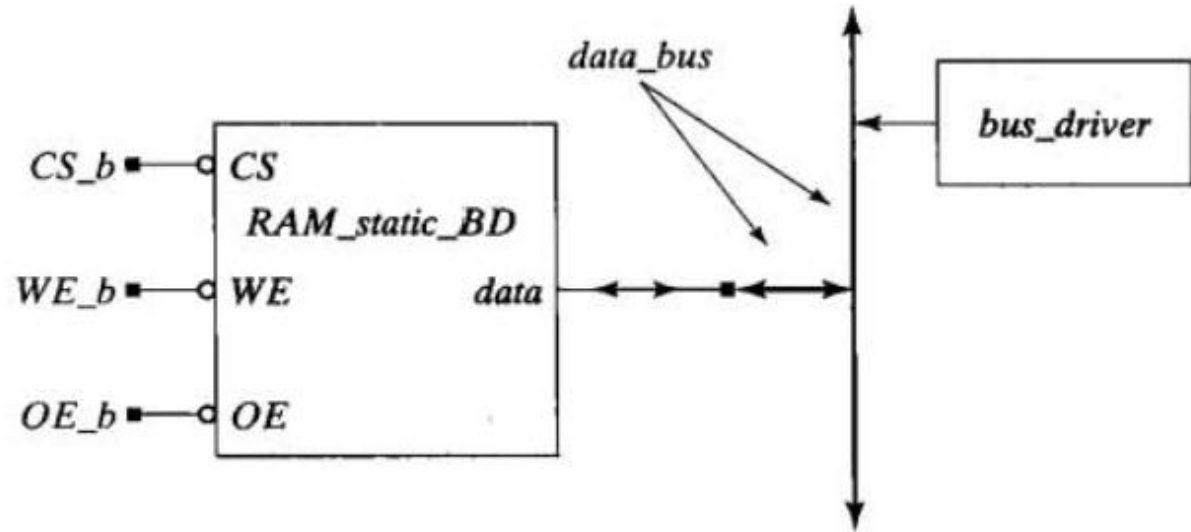 data_bus
bus_driver
CS_b
CS
RAM_static_BD
WE_b
WE
data
OE_b
OE